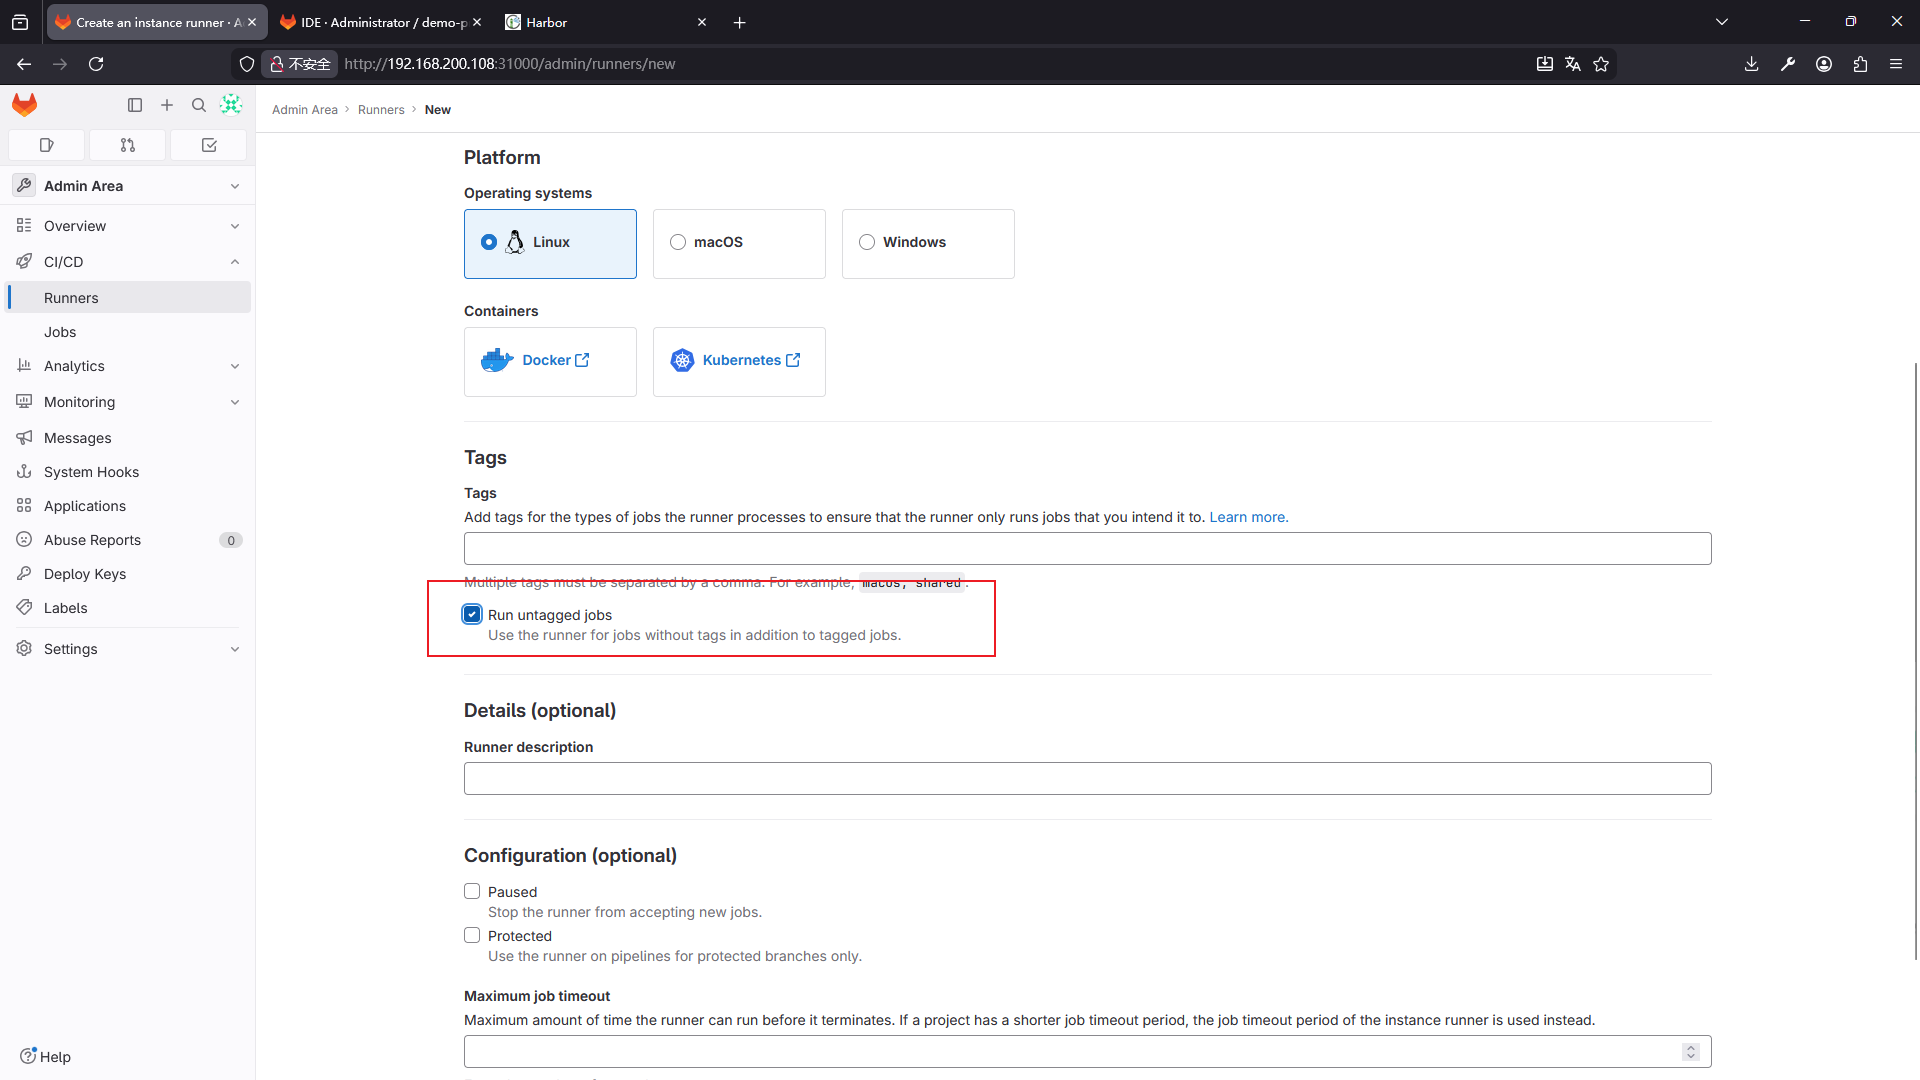 Create an instance runner · A
IDE · Administrator / demo-p
Harbor
不安全
http://192.168.200.108:31000/admin/runners/new
Admin Area
Runners
New
Admin Area
Overview
CI/CD
Runners
Jobs
Analytics
Monitoring
Messages
System Hooks
Applications
Abuse Reports
0
Deploy Keys
Labels
Settings
Help
Platform
Operating systems
Linux
macOS
Windows
Containers
Docker
Kubernetes
Tags
Tags
Add tags for the types of jobs the runner processes to ensure that the runner only runs jobs that you intend it to. Learn more.
Multiple tags must be separated by a comma. For example, macos, shared.
Run untagged jobs
Use the runner for jobs without tags in addition to tagged jobs.
Details (optional)
Runner description
Configuration (optional)
Paused
Stop the runner from accepting new jobs.
Protected
Use the runner on pipelines for protected branches only.
Maximum job timeout
Maximum amount of time the runner can run before it terminates. If a project has a shorter job timeout period, the job timeout period of the instance runner is used instead.